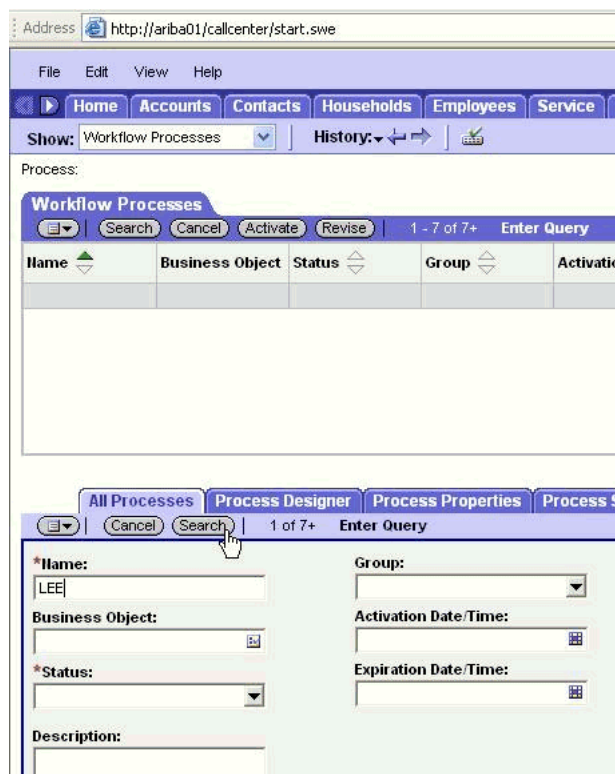 Address http://ariba01/callcenter/start.swe
File Edit View Help
Home Accounts Contacts Households Employees Service
Show: Workflow Processes History:
Process:
Workflow Processes
Search Cancel Activate Revise 1 - 7 of 7+ Enter Query
Name Business Object Status Group Activati
All Processes Process Designer Process Properties Process S
Cancel Search 1 of 7+ Enter Query
*Name: Group:
LEE
Business Object: Activation Date/Time:
*Status: Expiration Date/Time:
Description: